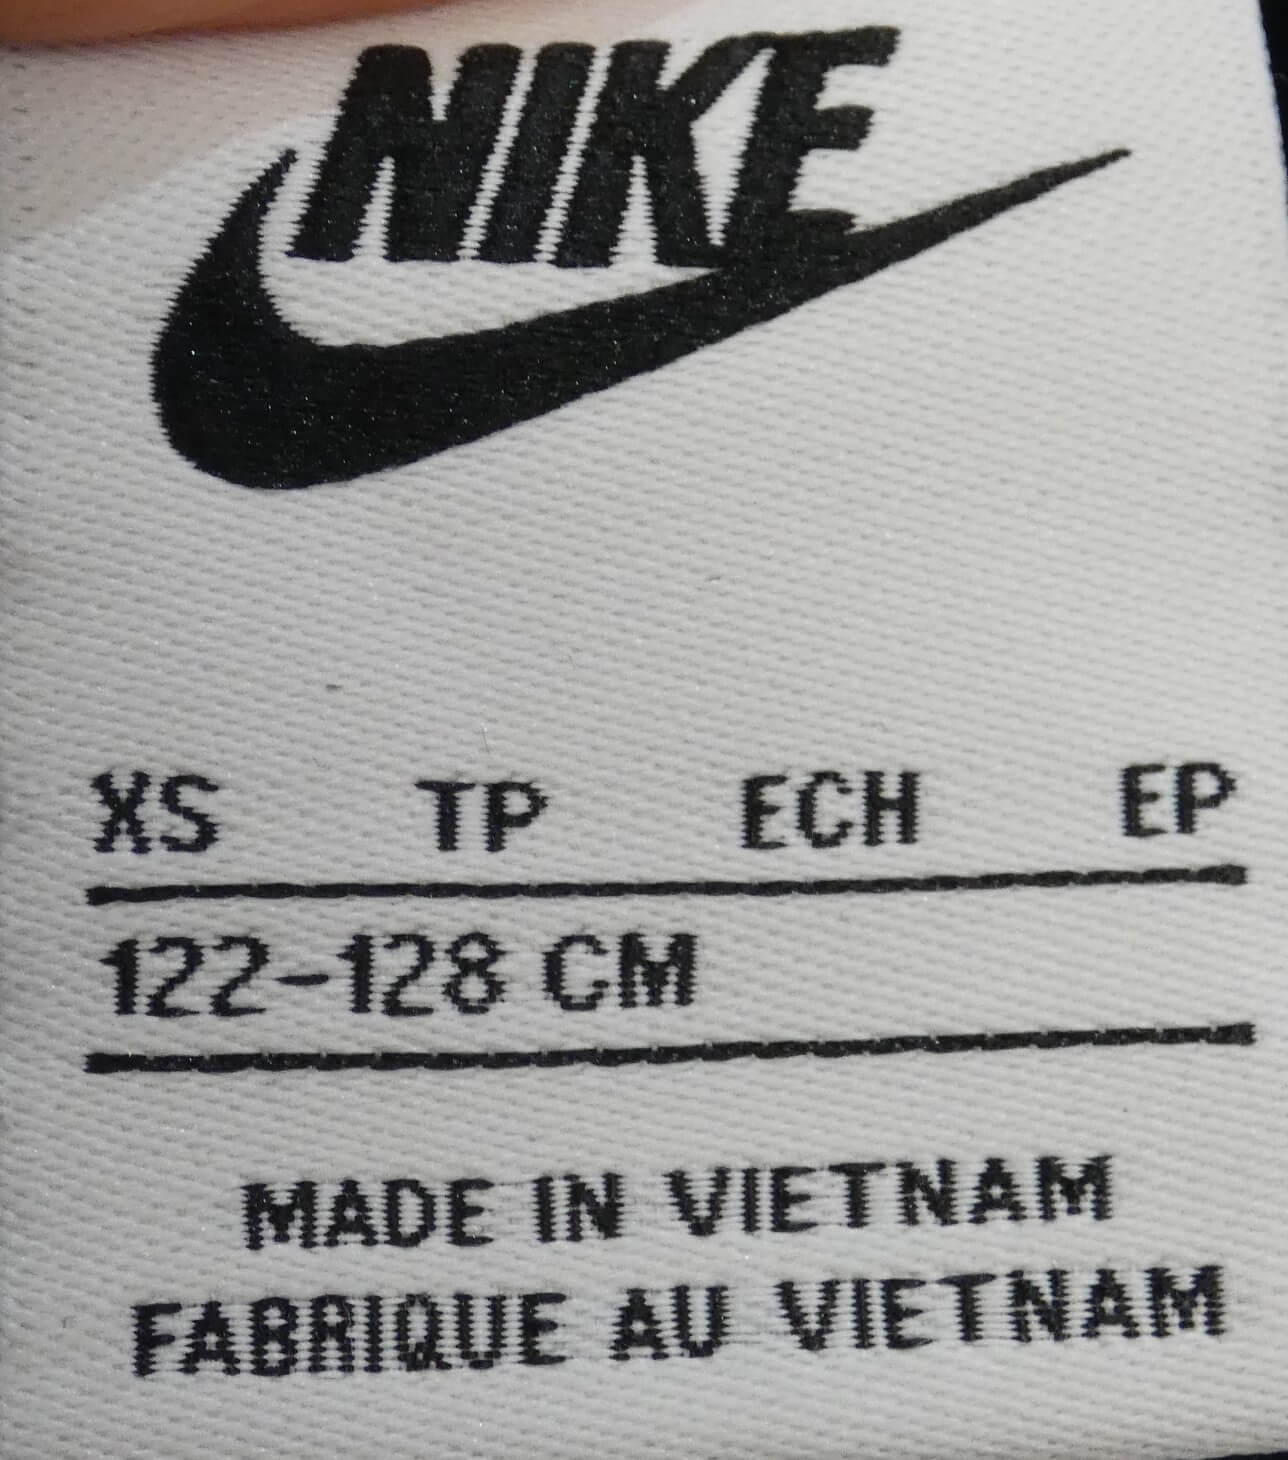 NIKE
XS TP ECH EP
122-128 CM
MADE IN VIETNAM
FABRIQUE AU VIETNAM